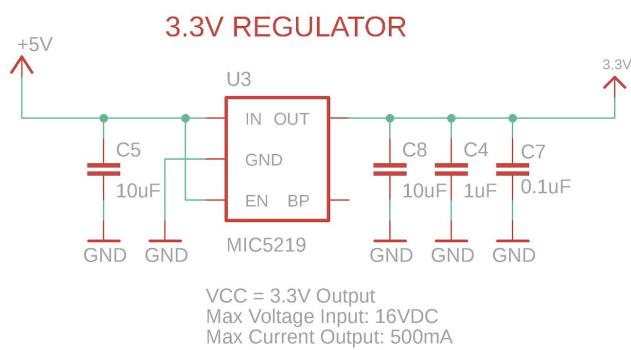 3.3V REGULATOR
+5V
3.3V
U3
IN OUT
GND
EN BP
MIC5219
C5
10uF
C8
10uF
C4
1uF
C7
0.1uF
GND
GND
GND
GND
GND
VCC = 3.3V Output
Max Voltage Input: 16VDC
Max Current Output: 500mA